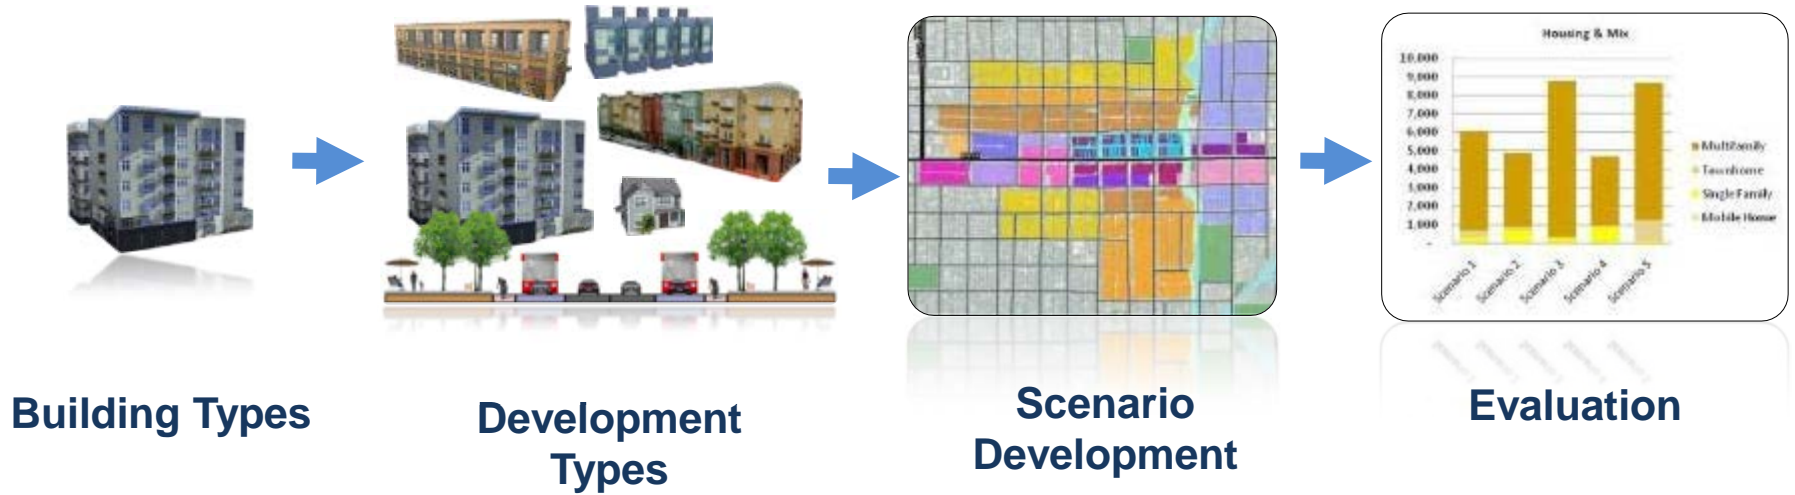 Housing & Mix
10,000
9,000
8,000
7,000
6,000
5,000
4,000
3,000
2,000
1,000
-
Multifamily
Townhome
Single Family
Mobile Home
Scenario 1
Scenario 2
Scenario 3
Scenario 4
Scenario 5
Building Types
Development
Types
Scenario
Development
Evaluation